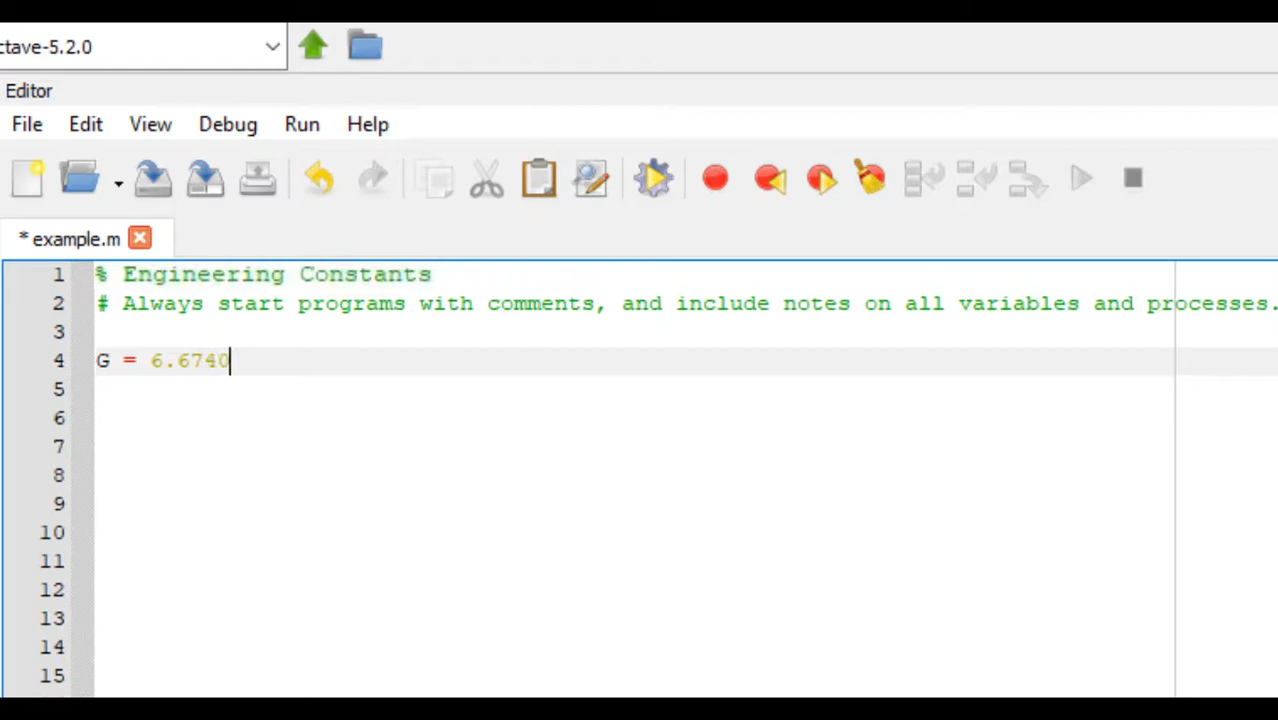 ctave-5.2.0
Editor
File Edit View Debug Run Help
* example.m
1 % Engineering Constants
2 # Always start programs with comments, and include notes on all variables and processes.
3
4 G = 6.6740
5
6
7
8
9
10
11
12
13
14
15